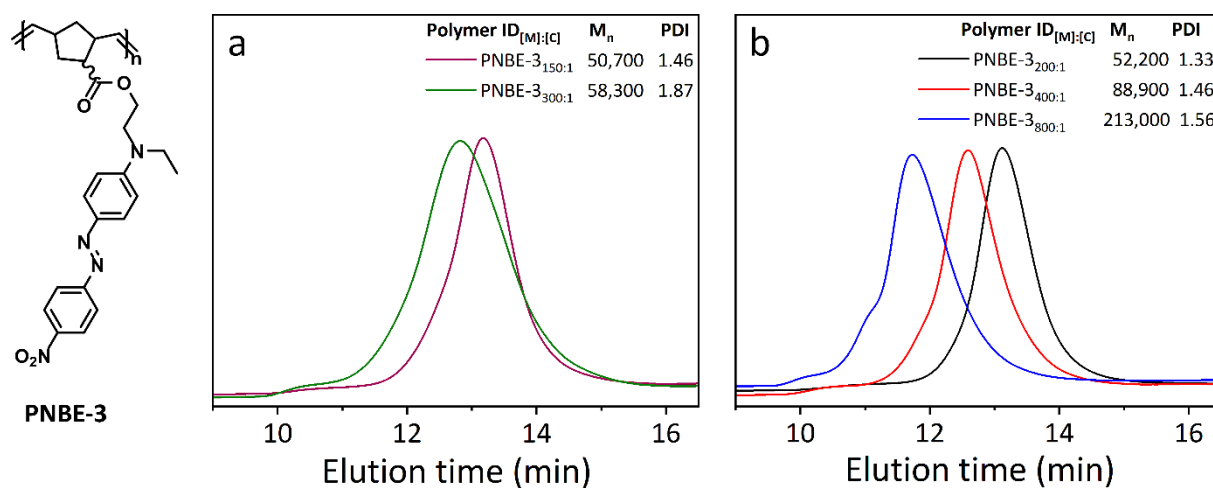 n
O
O
N
N
N
O₂N
PNBE-3
a
Polymer ID[M]:[C] Mn PDI
PNBE-3150:1 50,700 1.46
PNBE-3300:1 58,300 1.87
10 12 14 16
Elution time (min)
b
Polymer ID[M]:[C] Mn PDI
PNBE-3200:1 52,200 1.33
PNBE-3400:1 88,900 1.46
PNBE-3800:1 213,000 1.56
10 12 14 16
Elution time (min)